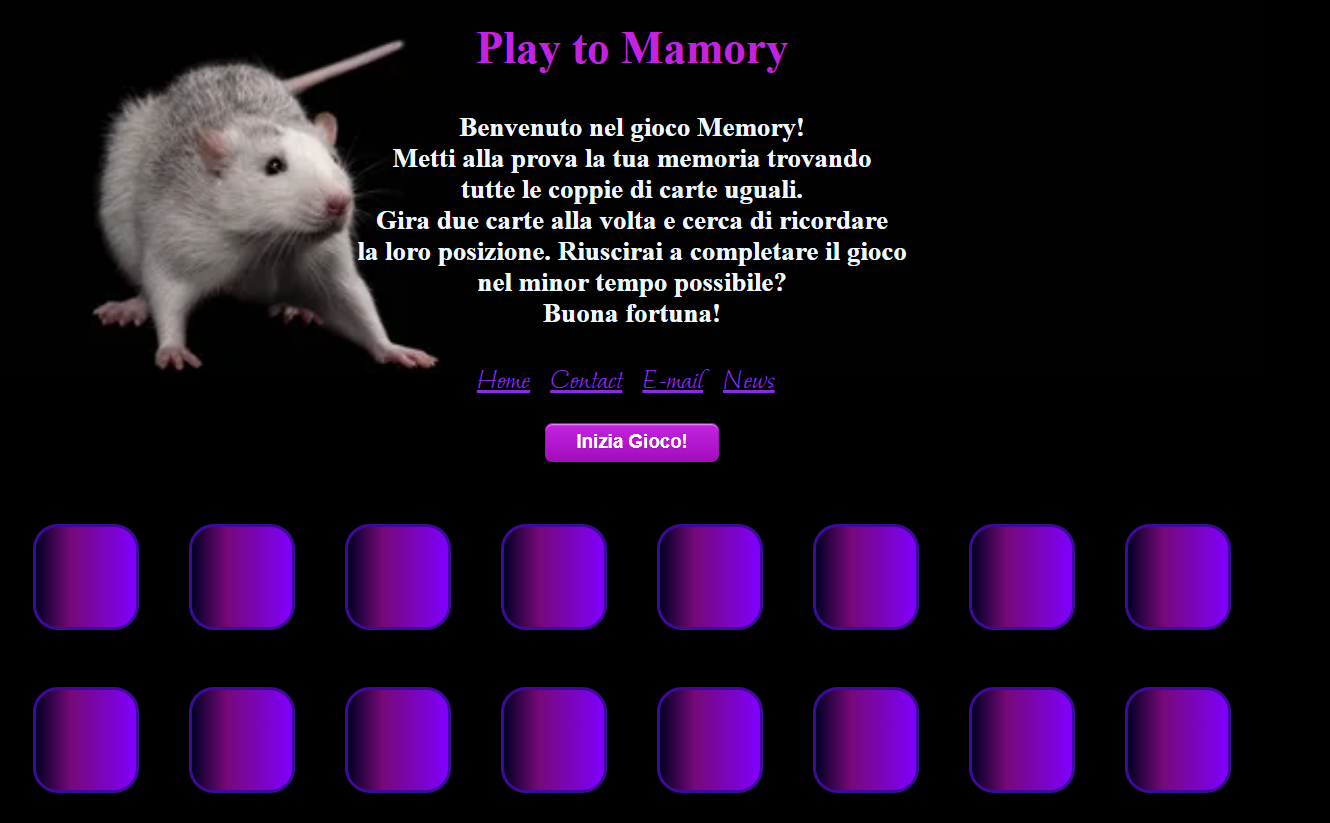 Play to Mamory
Benvenuto nel gioco Memory!
Metti alla prova la tua memoria trovando
tutte le coppie di carte uguali.
Gira due carte alla volta e cerca di ricordare
la loro posizione. Riuscirai a completare il gioco
nel minor tempo possibile?
Buona fortuna!
Home Contact E-mail News
Inizia Gioco!